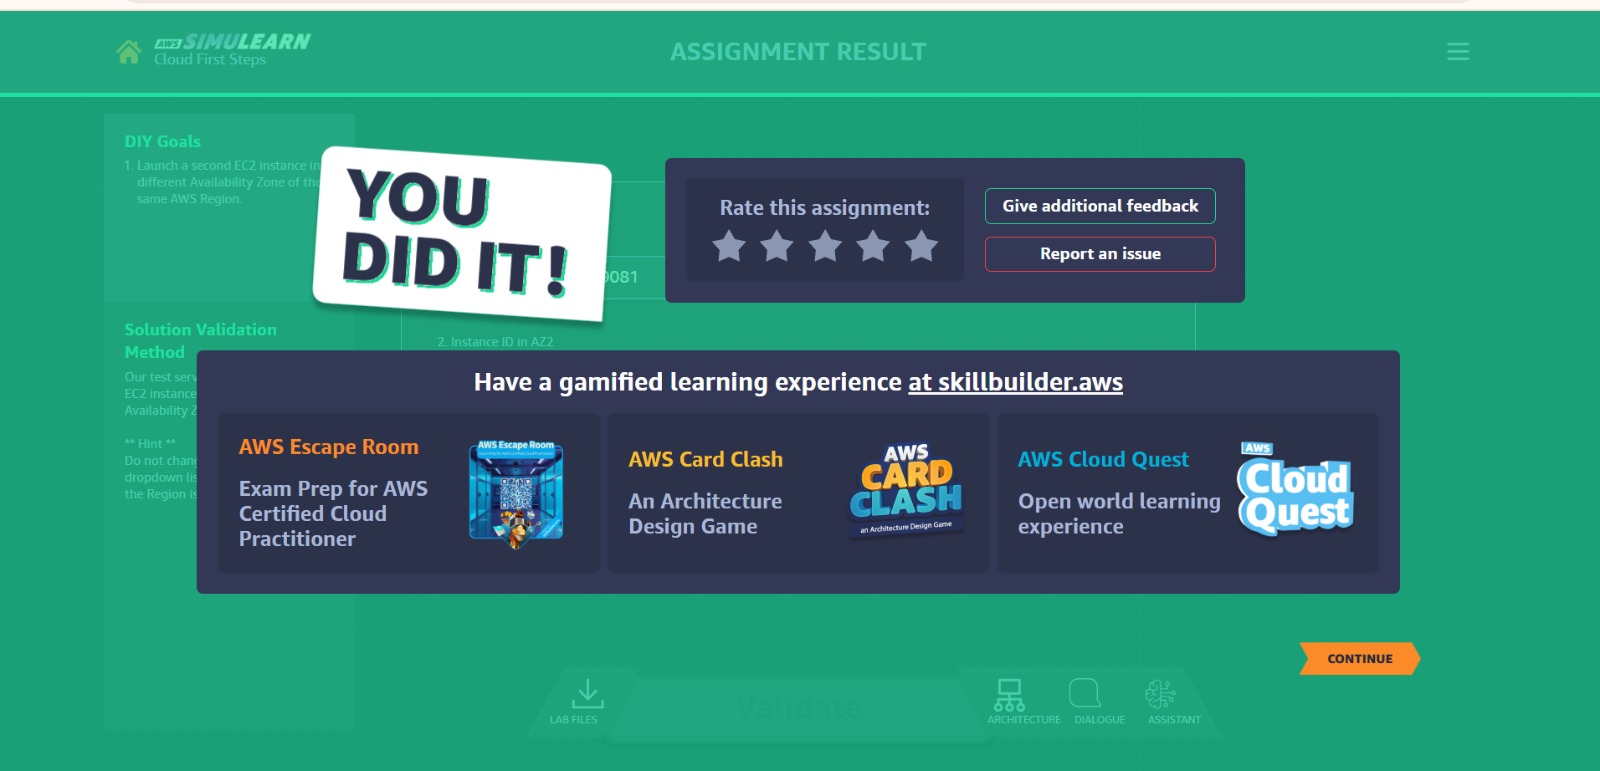 AWS SIMULEARN
Cloud First Steps
ASSIGNMENT RESULT
DIY Goals
1. Launch a second EC2 instance in
different Availability Zone of the
same AWS Region.
YOU
DID IT!
Rate this assignment:
Give additional feedback
Report an issue
9081
2. Instance ID in AZ2
Solution Validation
Method
Our test serv
EC2 instance
Availability Z
** Hint **
Do not chang
dropdown lis
the Region is
Have a gamified learning experience at skillbuilder.aws
AWS Escape Room
Exam Prep for AWS
Certified Cloud
Practitioner
AWS Escape Room
AWS Card Clash
An Architecture
Design Game
AWS
CARD
CLASH
an Architecture Design Game
AWS Cloud Quest
Open world learning
experience
AWS
Cloud
Quest
CONTINUE
LAB FILES
Validate
ARCHITECTURE
DIALOGUE
ASSISTANT